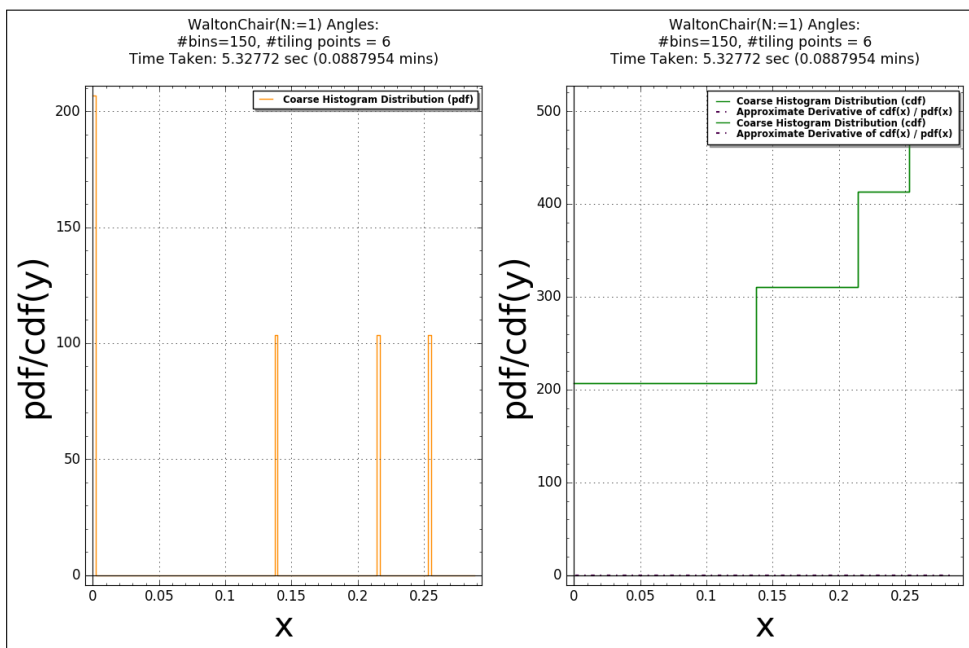 WaltonChair(N:=1) Angles:
#bins=150, #tiling points = 6
Time Taken: 5.32772 sec (0.0887954 mins)
Coarse Histogram Distribution (pdf)
pdf/cdf(y)
200
150
100
50
0
0
0.05
0.1
0.15
0.2
0.25
x
WaltonChair(N:=1) Angles:
#bins=150, #tiling points = 6
Time Taken: 5.32772 sec (0.0887954 mins)
Coarse Histogram Distribution (cdf)
Approximate Derivative of cdf(x) / pdf(x)
Coarse Histogram Distribution (cdf)
Approximate Derivative of cdf(x) / pdf(x)
pdf/cdf(y)
500
400
300
200
100
0
0
0.05
0.1
0.15
0.2
0.25
x